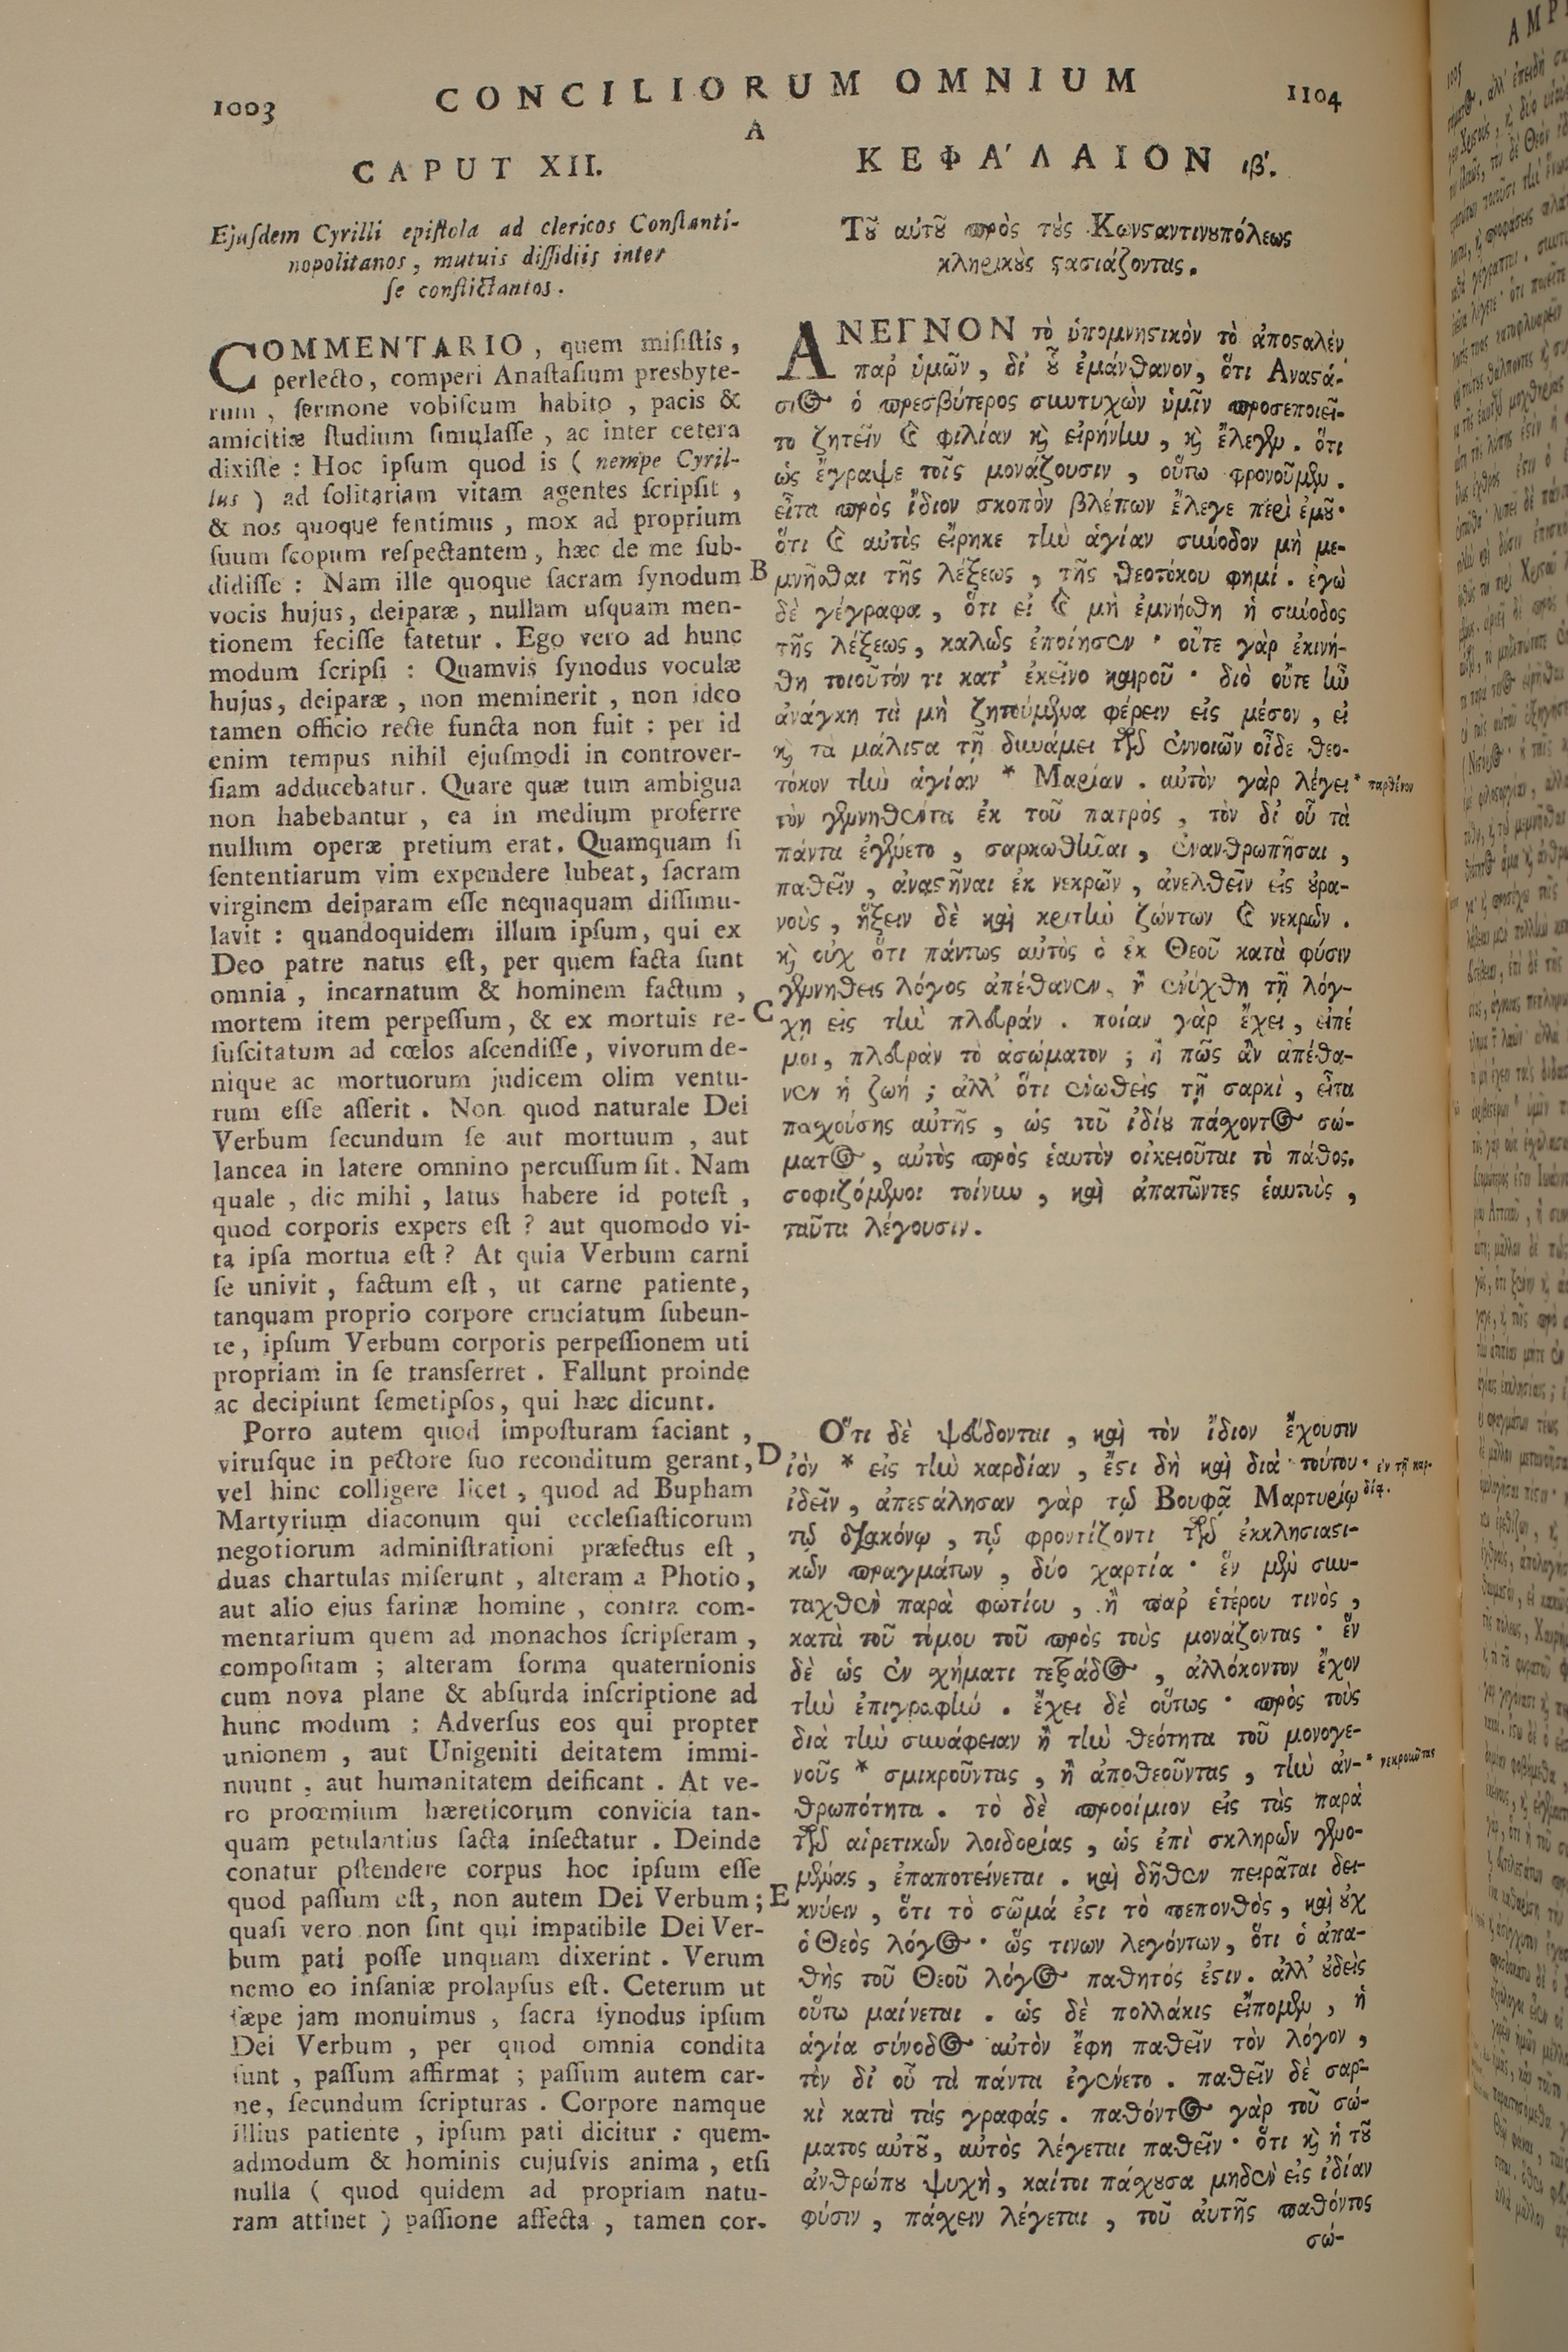 1003 CONCILIORUM OMNIUM 1104
A
CAPUT XII.
Ejuſdem Cyrilli epiſtola ad clericos Conſtanti-
nopolitanos, mutuis diſſidiis inter
ſe conflictantes.
COMMENTARIO, quem miſiſtis,
perlecto, comperi Anaſtaſium presbyte-
rum, ſermone vobiſcum habito, pacis &
amicitiæ ſtudium ſimulaſſe, ac inter cetera
dixiſſe: Hoc ipſum quod is (nempe Cyril-
lus) ad ſolitariam vitam agentes ſcripſit,
& nos quoque ſentimus, mox ad proprium
ſuum ſcopum reſpectantem, hæc de me ſub-
didiſſe: Nam ille quoque ſacram ſynodum
B
vocis hujus, deiparæ, nullam uſquam men-
tionem feciſſe fatetur. Ego vero ad hunc
modum ſcripſi: Quamvis ſynodus voculæ
hujus, deiparæ, non meminerit, non ideo
tamen officio recte functa non fuit: per id
enim tempus nihil ejuſmodi in controver-
ſiam adducebatur. Quare quæ tum ambigua
non habebantur, ea in medium proferre
nullum operæ pretium erat. Quamquam ſi
ſententiarum vim expendere lubeat, ſacram
virginem deiparam eſſe nequaquam diſſimu-
lavit: quandoquidem illum ipſum, qui ex
Deo patre natus eſt, per quem facta ſunt
omnia, incarnatum & hominem factum,
mortem item perpeſſum, & ex mortuis re-
C
ſuſcitatum ad cœlos aſcendiſſe, vivorum de-
nique ac mortuorum judicem olim ventu-
rum eſſe aſſerit. Non quod naturale Dei
Verbum ſecundum ſe aut mortuum, aut
lancea in latere omnino percuſſum ſit. Nam
quale, dic mihi, latus habere id poteſt,
quod corporis expers eſt? aut quomodo vi-
ta ipſa mortua eſt? At quia Verbum carni
ſe univit, factum eſt, ut carne patiente,
tanquam proprio corpore cruciatum ſubeun-
te, ipſum Verbum corporis perpeſſionem uti
propriam in ſe transferret. Fallunt proinde
ac decipiunt ſemetipſos, qui hæc dicunt.
Porro autem quod impoſturam faciant,
viruſque in pectore ſuo reconditum gerant,
D
vel hinc colligere licet, quod ad Bupham
Martyrium diaconum qui eccleſiaſticorum
negotiorum adminiſtrationi præfectus eſt,
duas chartulas miſerunt, alteram a Photio,
aut alio ejus farinæ homine, contra com-
mentarium quem ad monachos ſcripſeram,
compoſitam; alteram forma quaternionis
cum nova plane & abſurda inſcriptione ad
hunc modum: Adverſus eos qui propter
unionem, aut Unigeniti deitatem immi-
nuunt, aut humanitatem deificant. At ve-
ro proœmium hæreticorum convicia tan-
quam petulantius facta inſectatur. Deinde
conatur oſtendere corpus hoc ipſum eſſe
quod paſſum eſt, non autem Dei Verbum;
E
quaſi vero non ſint qui impatibile Dei Ver-
bum pati poſſe unquam dixerint. Verum
nemo eo inſaniæ prolapſus eſt. Ceterum ut
ſæpe jam monuimus, ſacra ſynodus ipſum
Dei Verbum, per quod omnia condita
ſunt, paſſum affirmat; paſſum autem car-
ne, ſecundum ſcripturas. Corpore namque
illius patiente, ipſum pati dicitur: quem-
admodum & hominis cujuſvis anima, etſi
nulla (quod quidem ad propriam natu-
ram attinet) paſſione affecta, tamen cor-
ΚΕΦΑ΄ΛΑΙΟΝ ιβ΄.
Τοῦ αὐτοῦ πρὸς τοὺς Κωνσταντινουπόλεως
κληρικοὺς στασιάζοντας.
ΑΝΕΓΝΟΝ τὸ ὑπομνηστικὸν τὸ ἀποσταλὲν
παρ' ὑμῶν, δι' οὗ ἐμάνθανον, ὅτι Αναστά-
σιος ὁ πρεσβύτερος συντυχὼν ὑμῖν προσεποιεῖ-
το ζητεῖν καὶ φιλίαν καὶ εἰρήνην, καὶ ἔλεγεν. ὅτι
ὡς ἔγραψε τοῖς μονάζουσιν, οὕτω φρονοῦμεν.
εἶτα πρὸς ἴδιον σκοπὸν βλέπων ἔλεγε περὶ ἐμοῦ·
ὅτι καὶ αὐτὸς εἴρηκε τὴν ἁγίαν σύνοδον μὴ με-
μνῆσθαι τῆς λέξεως, τῆς θεοτόκου φημί. ἐγὼ
δὲ γέγραφα, ὅτι εἰ καὶ μὴ ἐμνήσθη ἡ σύνοδος
τῆς λέξεως, καλῶς ἐποίησεν· οὔτε γὰρ ἐκινή-
θη τοιοῦτόν τι κατ' ἐκεῖνο καιροῦ· διὸ οὔτε ἦν
ἀνάγκη τὰ μὴ ζητούμενα φέρειν εἰς μέσον, εἰ
καὶ τὰ μάλιστα τῇ δυνάμει τῶν ἐννοιῶν οἶδε θεο-
τόκον τὴν ἁγίαν * Μαρίαν. αὐτὸν γὰρ λέγει
* παρθένον
τὸν γεννηθέντα ἐκ τοῦ πατρὸς, τὸν δι' οὗ τὰ
πάντα ἐγένετο, σαρκωθῆναι, ἐνανθρωπῆσαι,
παθεῖν, ἀναστῆναι ἐκ νεκρῶν, ἀνελθεῖν εἰς οὐρα-
νοὺς, ἥξειν δὲ καὶ κριτὴν ζώντων καὶ νεκρῶν.
καὶ οὐχ ὅτι πάντως αὐτὸς ὁ ἐκ Θεοῦ κατὰ φύσιν
γεννηθεις λόγος ἀπέθανεν, ἢ ἐνύχθη τῇ λόγ-
χη εἰς τὴν πλευράν. ποίαν γὰρ ἔχει, εἰπέ
μοι, πλευρὰν τὸ ἀσώματον; ἢ πῶς ἂν ἀπέθα-
νεν ἡ ζωή; ἀλλ' ὅτι ἑνωθεὶς τῇ σαρκὶ, εἶτα
πασχούσης αὐτῆς, ὡς τοῦ ἰδίου πάσχοντος σώ-
ματος, αὐτὸς πρὸς ἑαυτὸν οἰκειοῦται τὸ πάθος.
σοφιζόμενοι τοίνυν, καὶ ἀπατῶντες ἑαυτοὺς,
ταῦτα λέγουσιν.
Ο῞τι δὲ ψεύδονται, καὶ τὸν ἴδιον ἔχουσιν
ἰὸν * εἰς τὴν καρδίαν, ἔστι δὴ καὶ διὰ τούτου
* ἐν τῇ καρ-
δίᾳ.
ἰδεῖν, ἀπεστάλησαν γὰρ τῷ Βουφᾷ Μαρτυρίῳ
τῷ διακόνῳ, τῷ φροντίζοντι τῶν ἐκκλησιαστι-
κῶν πραγμάτων, δύο χαρτία· ἓν μὲν συν-
ταχθὲν παρὰ φωτίου, ἢ παρ' ἑτέρου τινὸς,
κατὰ τοῦ τόμου τοῦ πρὸς τοὺς μονάζοντας· ἓν
δὲ ὡς ἐν σχήματι τετράδος, ἀλλόκοντον ἔχον
τὴν ἐπιγραφήν. ἔχει δὲ οὕτως· πρὸς τοὺς
διὰ τὴν συνάφειαν ἢ τὴν θεότητα τοῦ μονογε-
νοῦς * σμικροῦντας, ἢ ἀποθεοῦντας, τὴν ἀν-
* νεκροῦντας
θρωπότητα. τὸ δὲ προοίμιον εἰς τὰς παρὰ
τῶν αἱρετικῶν λοιδορίας, ὡς ἐπὶ σκληρῶν γενο-
μένας, ἐπαποτείνεται. καὶ δῆθεν πειρᾶται δει-
κνύειν, ὅτι τὸ σῶμά ἐστι τὸ πεπονθὸς, καὶ οὐχ
ὁ Θεὸς λόγος· ὥς τινων λεγόντων, ὅτι ὁ ἀπα-
θὴς τοῦ Θεοῦ λόγος παθητός ἐστιν. ἀλλ' οὐδεὶς
οὕτω μαίνεται. ὡς δὲ πολλάκις εἴπομεν, ἡ
ἁγία σύνοδος αὐτὸν ἔφη παθεῖν τὸν λόγον,
τὸν δι' οὗ τὰ πάντα ἐγένετο. παθεῖν δὲ σαρ-
κὶ κατὰ τὰς γραφάς. παθόντος γὰρ τοῦ σώ-
ματος αὐτοῦ, αὐτὸς λέγεται παθεῖν· ὅτι καὶ ἡ τοῦ
ἀνθρώπου ψυχὴ, καίτοι πάσχουσα μηδὲν εἰς ἰδίαν
φύσιν, πάσχειν λέγεται, τοῦ αὐτῆς παθόντος
σώ-